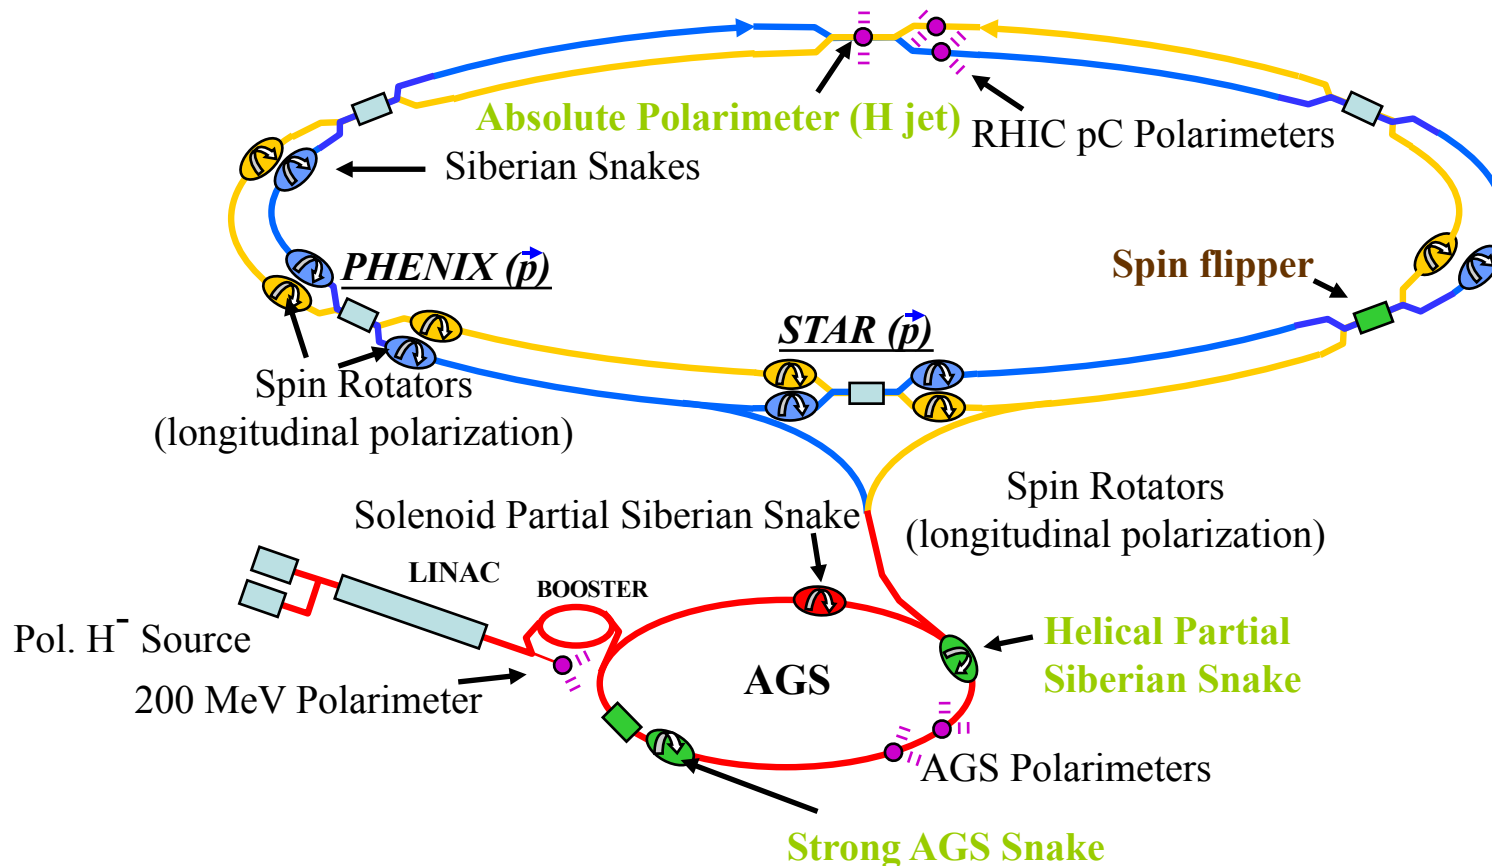 Absolute Polarimeter (H jet)
RHIC pC Polarimeters
Siberian Snakes
PHENIX (p)
Spin flipper
STAR (p)
Spin Rotators
(longitudinal polarization)
Spin Rotators
(longitudinal polarization)
Solenoid Partial Siberian Snake
LINAC
BOOSTER
Pol. H⁻ Source
200 MeV Polarimeter
AGS
Helical Partial
Siberian Snake
AGS Polarimeters
Strong AGS Snake